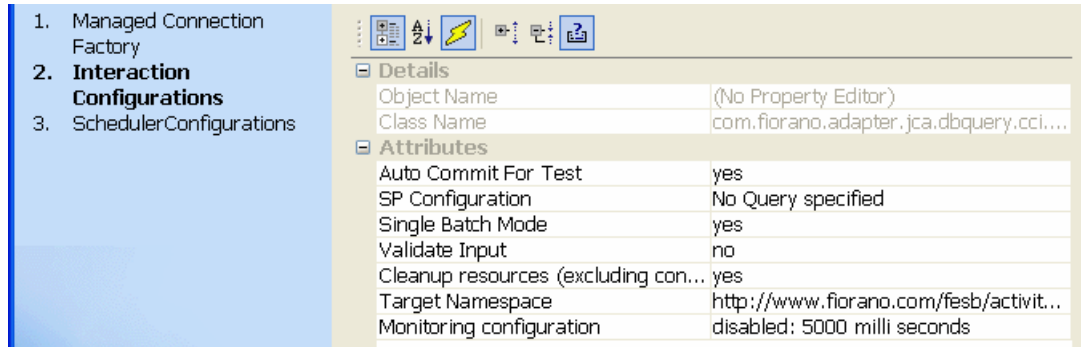 1. Managed Connection
Factory
2. Interaction
Configurations
3. SchedulerConfigurations
Details
Object Name (No Property Editor)
Class Name com.fiorano.adapter.jca.dbquery.cci....
Attributes
Auto Commit For Test yes
SP Configuration No Query specified
Single Batch Mode yes
Validate Input no
Cleanup resources (excluding con... yes
Target Namespace http://www.fiorano.com/fesb/activit...
Monitoring configuration disabled: 5000 milli seconds